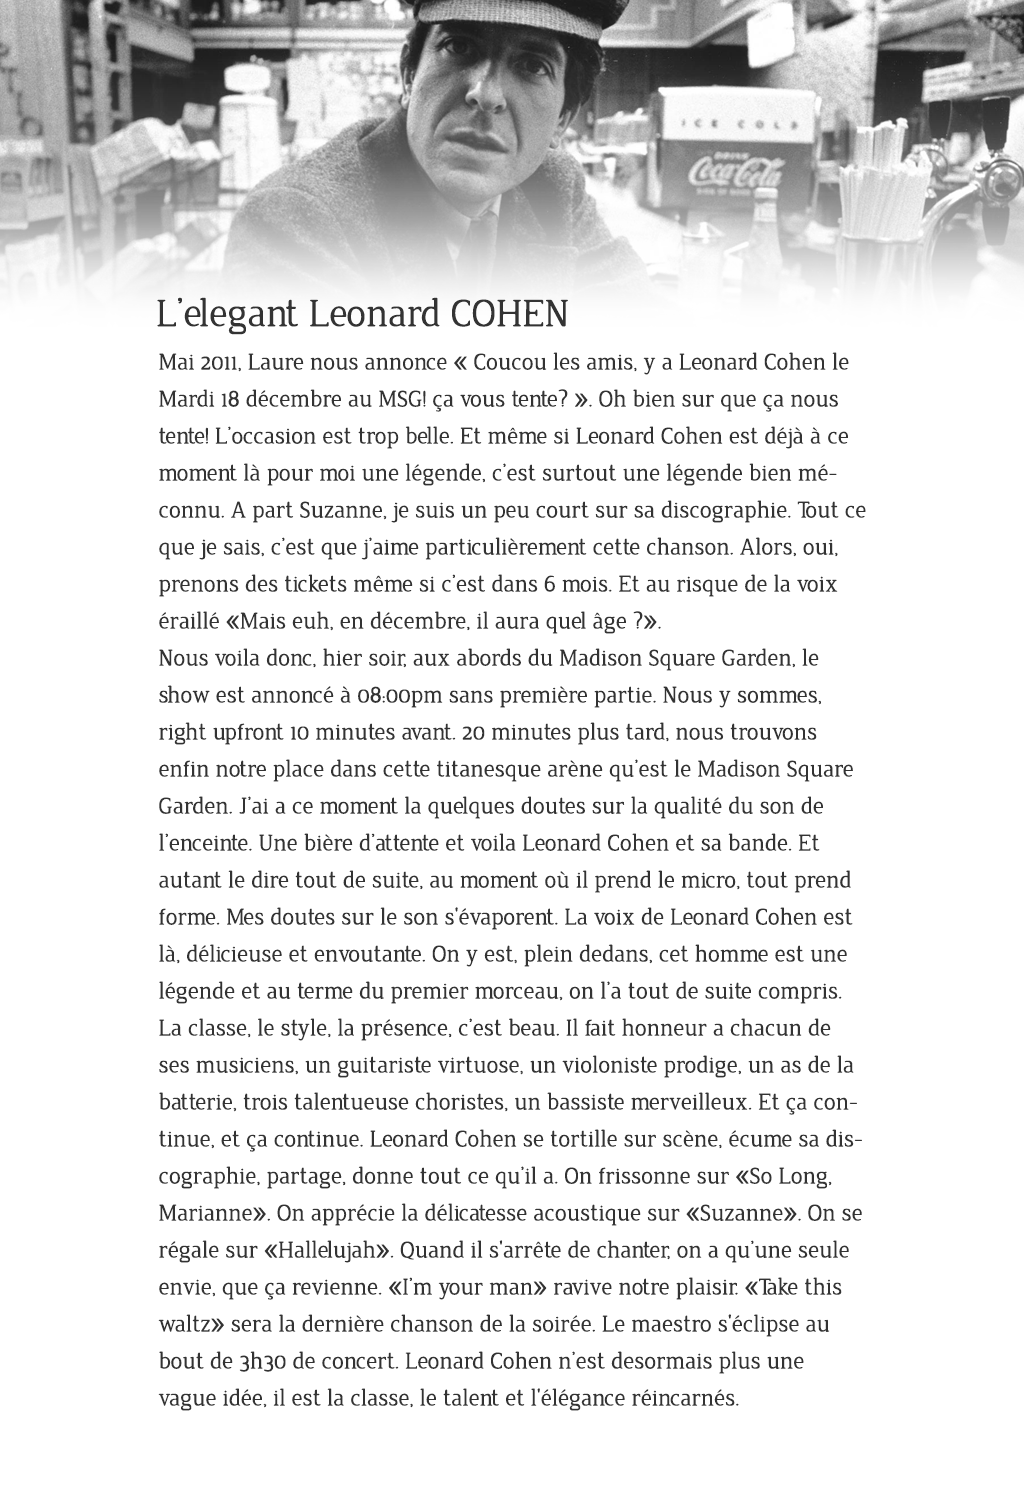 ICE COLD
DRINK
Coca-Cola
L’elegant Leonard COHEN
Mai 2011, Laure nous annonce « Coucou les amis, y a Leonard Cohen le
Mardi 18 décembre au MSG! ça vous tente? ». Oh bien sur que ça nous
tente! L’occasion est trop belle. Et même si Leonard Cohen est déjà à ce
moment là pour moi une légende, c’est surtout une légende bien mé-
connu. A part Suzanne, je suis un peu court sur sa discographie. Tout ce
que je sais, c’est que j’aime particulièrement cette chanson. Alors, oui,
prenons des tickets même si c’est dans 6 mois. Et au risque de la voix
éraillé «Mais euh, en décembre, il aura quel âge ?».
Nous voila donc, hier soir, aux abords du Madison Square Garden, le
show est annoncé à 08:00pm sans première partie. Nous y sommes,
right upfront 10 minutes avant. 20 minutes plus tard, nous trouvons
enfin notre place dans cette titanesque arène qu’est le Madison Square
Garden. J’ai a ce moment la quelques doutes sur la qualité du son de
l’enceinte. Une bière d’attente et voila Leonard Cohen et sa bande. Et
autant le dire tout de suite, au moment où il prend le micro, tout prend
forme. Mes doutes sur le son s'évaporent. La voix de Leonard Cohen est
là, délicieuse et envoutante. On y est, plein dedans, cet homme est une
légende et au terme du premier morceau, on l’a tout de suite compris.
La classe, le style, la présence, c’est beau. Il fait honneur a chacun de
ses musiciens, un guitariste virtuose, un violoniste prodige, un as de la
batterie, trois talentueuse choristes, un bassiste merveilleux. Et ça con-
tinue, et ça continue. Leonard Cohen se tortille sur scène, écume sa dis-
cographie, partage, donne tout ce qu’il a. On frissonne sur «So Long,
Marianne». On apprécie la délicatesse acoustique sur «Suzanne». On se
régale sur «Hallelujah». Quand il s'arrête de chanter, on a qu’une seule
envie, que ça revienne. «I’m your man» ravive notre plaisir. «Take this
waltz» sera la dernière chanson de la soirée. Le maestro s’éclipse au
bout de 3h30 de concert. Leonard Cohen n’est desormais plus une
vague idée, il est la classe, le talent et l'élégance réincarnés.